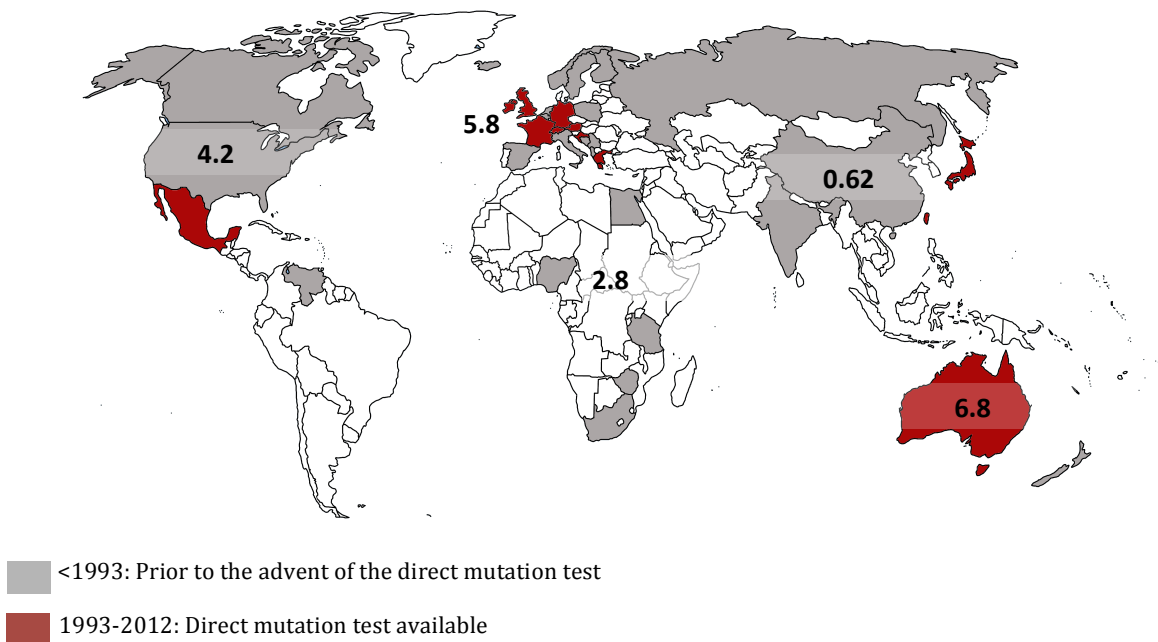 5.8
4.2
0.62
2.8
6.8
<1993: Prior to the advent of the direct mutation test
1993-2012: Direct mutation test available